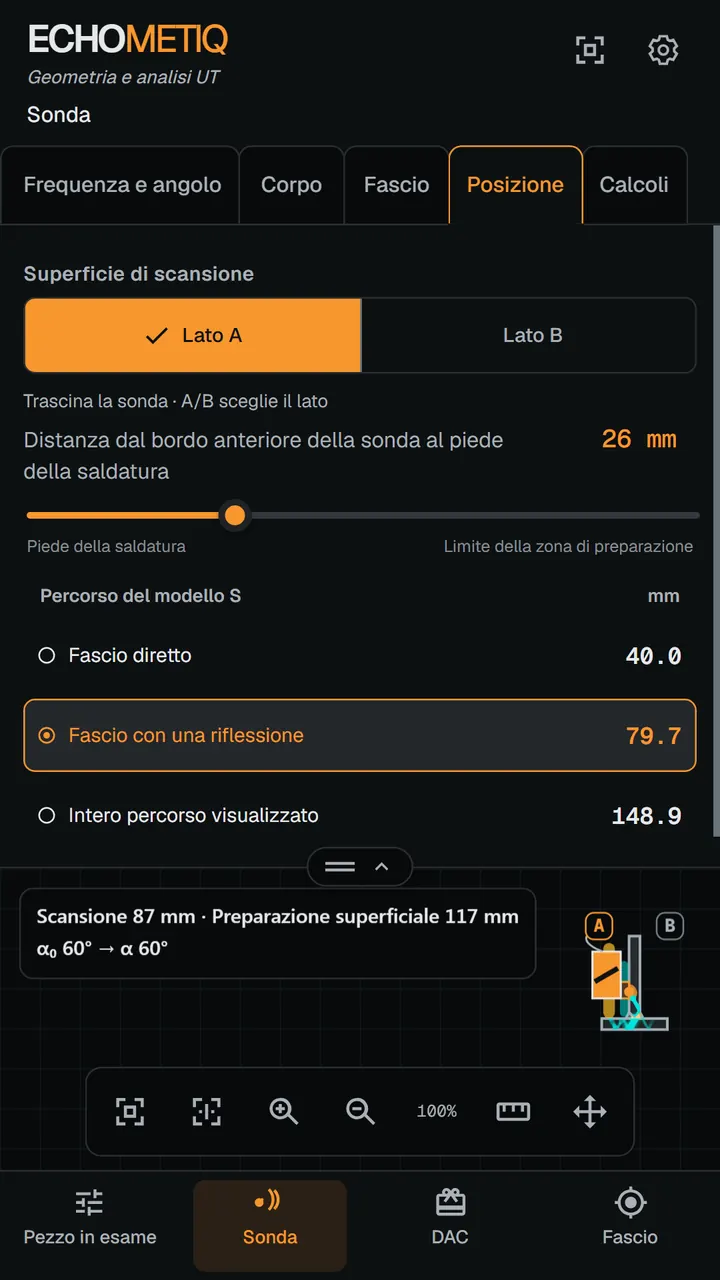 ECHOMETIQ
Geometria e analisi UT
Sonda
Frequenza e angolo
Corpo
Fascio
Posizione
Calcoli
Superficie di scansione
Lato A
Lato B
Trascina la sonda · A/B sceglie il lato
Distanza dal bordo anteriore della sonda al piede
della saldatura
26 mm
Piede della saldatura
Limite della zona di preparazione
Percorso del modello S
mm
Fascio diretto
40.0
Fascio con una riflessione
79.7
Intero percorso visualizzato
148.9
Scansione 87 mm · Preparazione superficiale 117 mm
α₀ 60° → α 60°
A
B
100%
Pezzo in esame
Sonda
DAC
Fascio